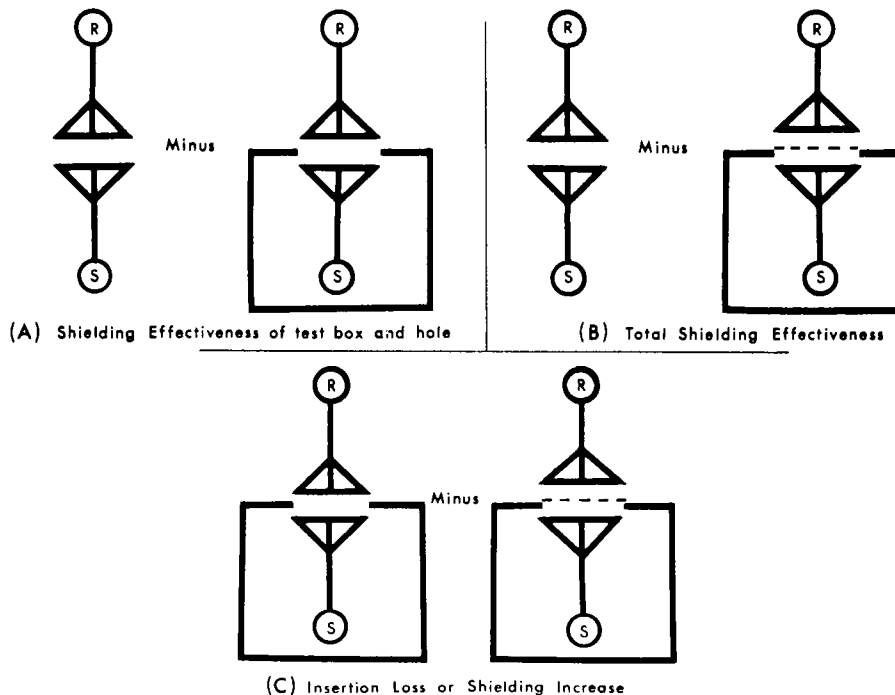 R R R R
Minus Minus
S S S S
(A) Shielding Effectiveness of test box and hole
(B) Total Shielding Effectiveness
R R
Minus
S S
(C) Insertion Loss or Shielding Increase